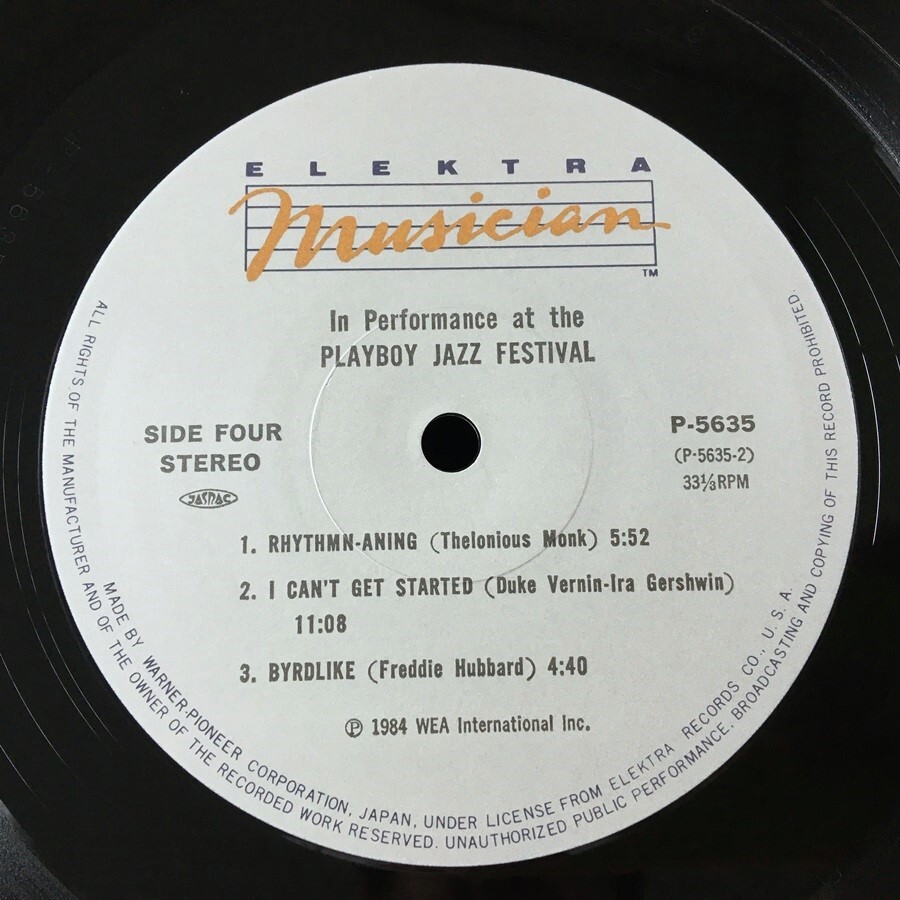 ELEKTRA
Musician
TM
In Performance at the
PLAYBOY JAZZ FESTIVAL
SIDE FOUR
STEREO
JASRAC
P-5635
(P-5635-2)
33⅓RPM
1. RHYTHMN-ANING (Thelonious Monk) 5:52
2. I CAN'T GET STARTED (Duke Vernin-Ira Gershwin)
11:08
3. BYRDLIKE (Freddie Hubbard) 4:40
Ⓟ 1984 WEA International Inc.
MADE BY WARNER-PIONEER CORPORATION, JAPAN, UNDER LICENSE FROM ELEKTRA RECORDS CO., U. S. A.
ALL RIGHTS OF THE MANUFACTURER AND OF THE OWNER OF THE RECORDED WORK RESERVED. UNAUTHORIZED PUBLIC PERFORMANCE. BROADCASTING AND COPYING OF THIS RECORD PROHIBITED.